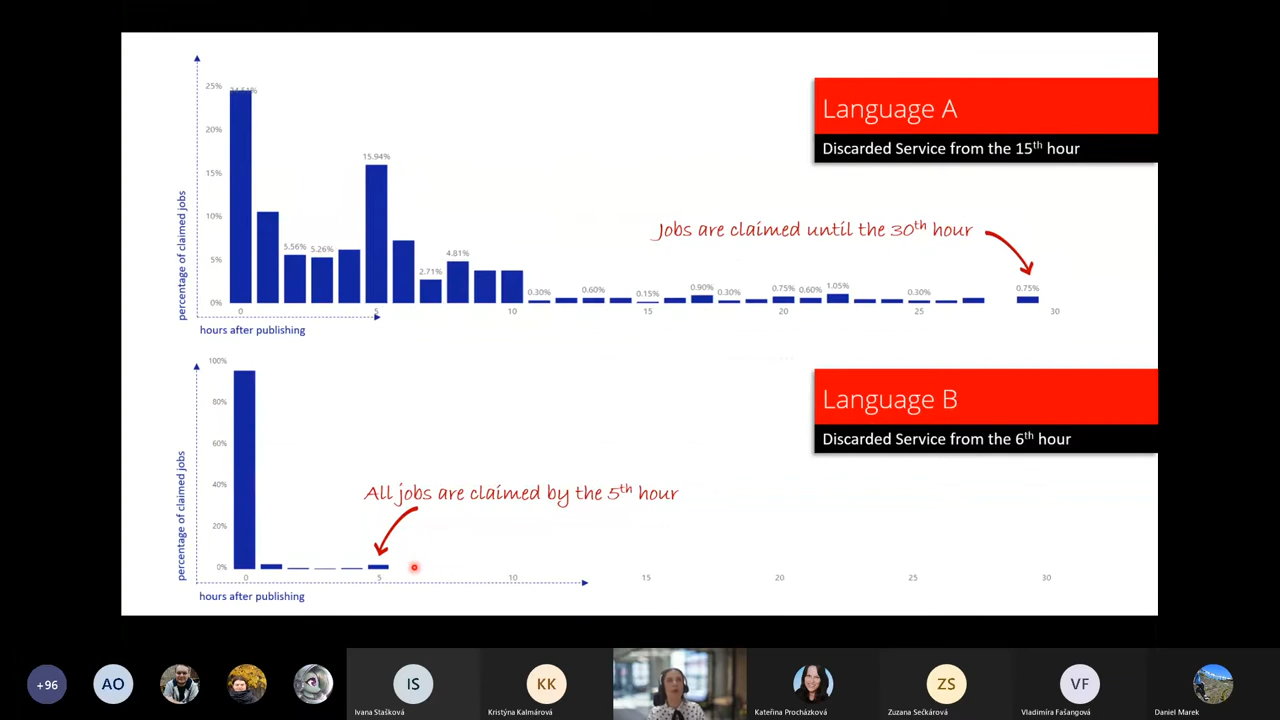 25%
24.51%
20%
15%
10%
5%
0%
percentage of claimed jobs
15.94%
5.56%
5.26%
2.71%
4.81%
0.30%
0.60%
0.15%
0.90%
0.30%
0.75%
0.60%
1.05%
0.30%
0.75%
0
5
10
15
20
25
30
hours after publishing
Language A
Discarded Service from the 15th hour
Jobs are claimed until the 30th hour
100%
80%
60%
40%
20%
0%
percentage of claimed jobs
0
5
10
15
20
25
30
hours after publishing
Language B
Discarded Service from the 6th hour
All jobs are claimed by the 5th hour
+96
AO
IS
Ivana Stašková
KK
Kristýna Kalmárová
Kateřina Procházková
ZS
Zuzana Sečkárová
VF
Vladimíra Fašangová
Daniel Marek